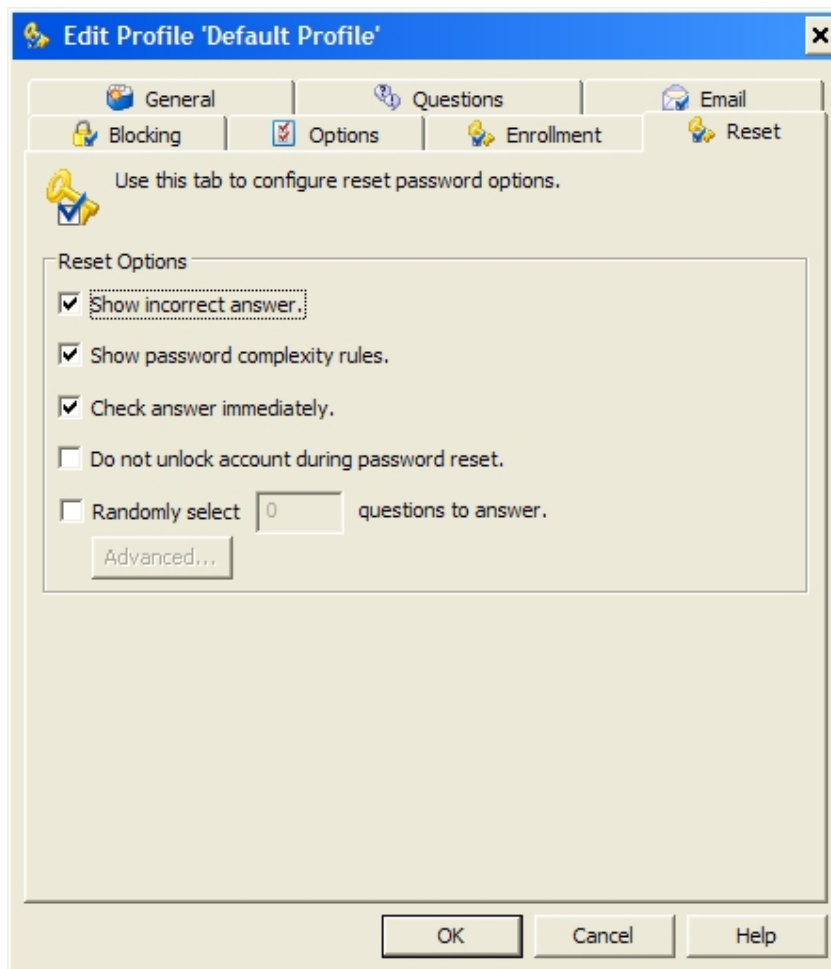 Edit Profile 'Default Profile'
General Questions Email
Blocking Options Enrollment Reset
Use this tab to configure reset password options.
Reset Options
Show incorrect answer.
Show password complexity rules.
Check answer immediately.
Do not unlock account during password reset.
Randomly select 0 questions to answer.
Advanced...
OK Cancel Help